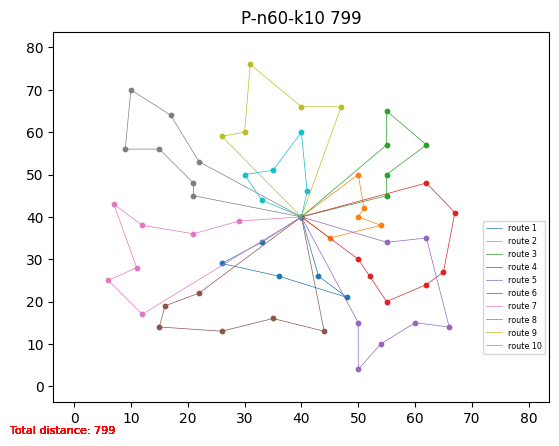 P-n60-k10 799
80
70
60
50
40
30
20
10
0
route 1
route 2
route 3
route 4
route 5
route 6
route 7
route 8
route 9
route 10
0 10 20 30 40 50 60 70 80
Total distance: 799